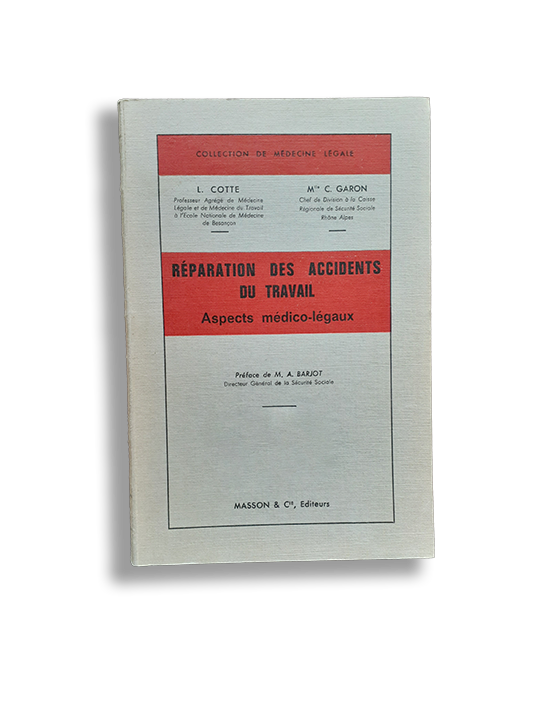 COLLECTION DE MÉDECINE LÉGALE
L. COTTE
Professeur Agrégé de Médecine
Légale et de Médecine du Travail
à l'École Nationale de Médecine
de Besançon
Mlle C. GARON
Chef de Division à la Caisse
Régionale de Sécurité Sociale
Rhône Alpes
RÉPARATION DES ACCIDENTS
DU TRAVAIL
Aspects médico-légaux
Préface de M. A. BARJOT
Directeur Général de la Sécurité Sociale
MASSON & Cie, Editeurs